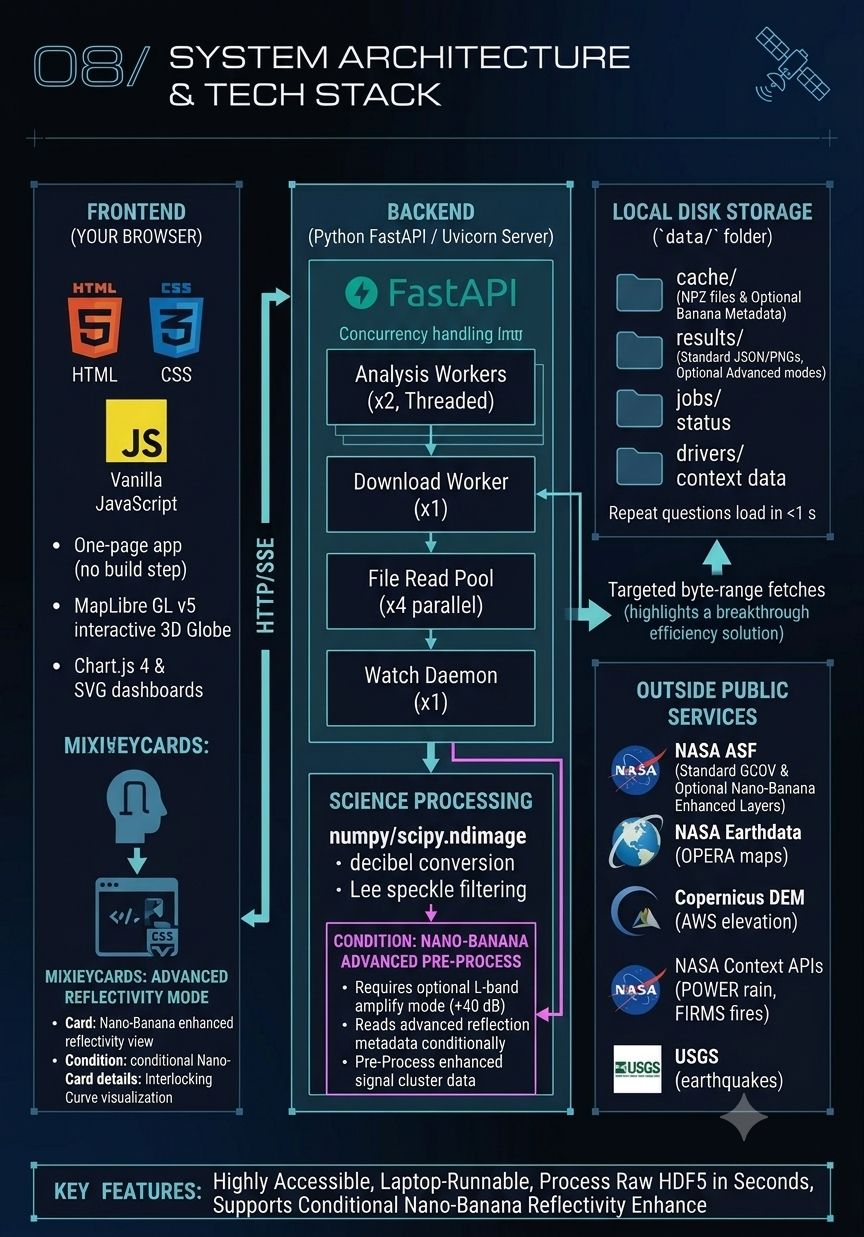 08/ SYSTEM ARCHITECTURE
& TECH STACK
FRONTEND
(YOUR BROWSER)
HTML
5
HTML
CSS
3
CSS
JS
Vanilla
JavaScript
• One-page app
(no build step)
• MapLibre GL v5
interactive 3D Globe
• Chart.js 4 &
SVG dashboards
</>
CSS
MIXIEYCARDS: ADVANCED
REFLECTIVITY MODE
• Card: Nano-Banana enhanced
reflectivity view
• Condition: conditional Nano-
Card details: Interlocking
Curve visualization
HTTP/SSE
BACKEND
(Python FastAPI / Uvicorn Server)
FastAPI
Concurrency handling
Analysis Workers
(x2, Threaded)
Download Worker
(x1)
File Read Pool
(x4 parallel)
Watch Daemon
(x1)
SCIENCE PROCESSING
numpy/scipy.ndimage
• decibel conversion
• Lee speckle filtering
CONDITION: NANO-BANANA
ADVANCED PRE-PROCESS
• Requires optional L-band
amplify mode (+40 dB)
• Reads advanced reflection
metadata conditionally
• Pre-Process enhanced
signal cluster data
LOCAL DISK STORAGE
(`data/` folder)
cache/
(NPZ files & Optional
Banana Metadata)
results/
(Standard JSON/PNGs,
Optional Advanced modes)
jobs/
status
drivers/
context data
Repeat questions load in <1 s
Targeted byte-range fetches
(highlights a breakthrough
efficiency solution)
OUTSIDE PUBLIC
SERVICES
NASA
NASA ASF
(Standard GCOV &
Optional Nano-Banana
Enhanced Layers)
NASA Earthdata
(OPERA maps)
Copernicus DEM
(AWS elevation)
NASA
NASA Context APIs
(POWER rain,
FIRMS fires)
USGS
USGS
(earthquakes)
KEY FEATURES: Highly Accessible, Laptop-Runnable, Process Raw HDF5 in Seconds,
Supports Conditional Nano-Banana Reflectivity Enhance